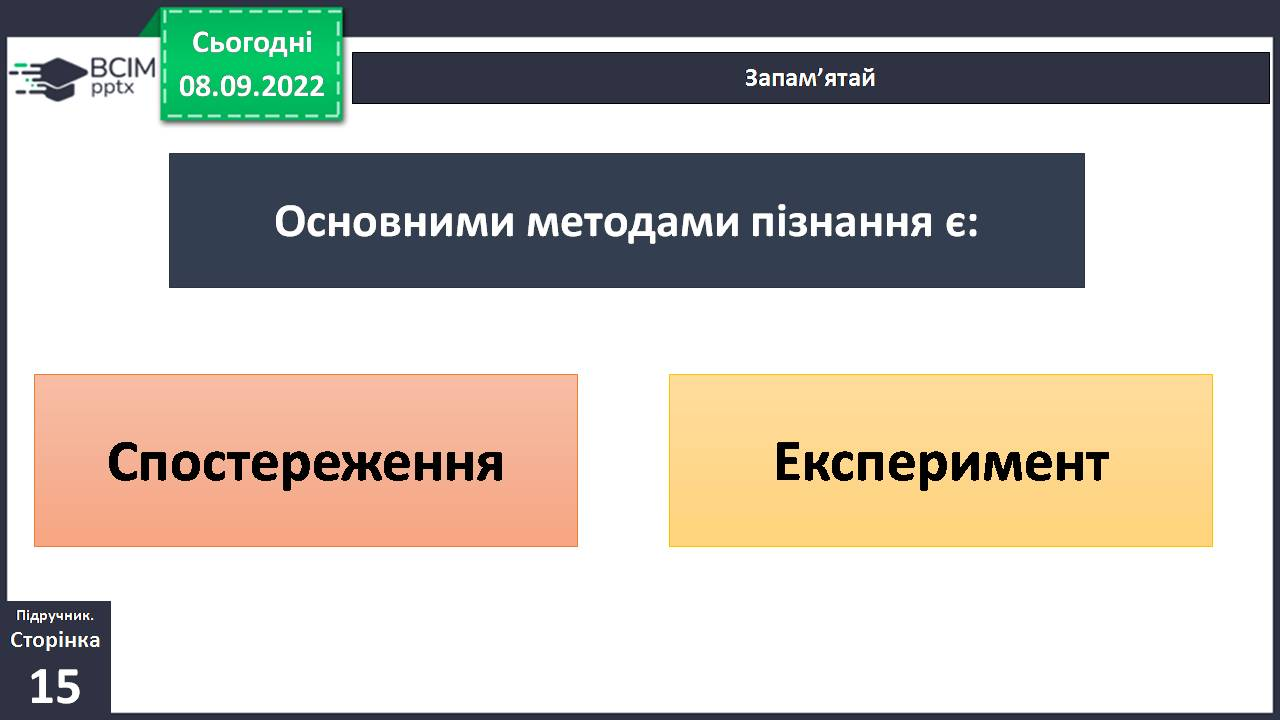 Сьогодні
08.09.2022
ВСІМ
pptx
Запам’ятай
Основними методами пізнання є:
Спостереження
Експеримент
Підручник.
Сторінка
15